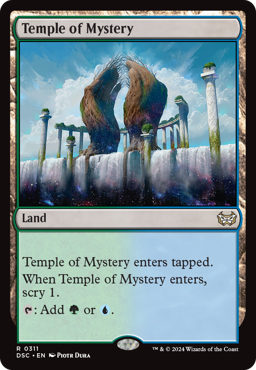 Temple of Mystery
Land
Temple of Mystery enters tapped.
When Temple of Mystery enters,
scry 1.
: Add or .
R 0311
DSC • EN Piotr Dura
™ & © 2024 Wizards of the Coast